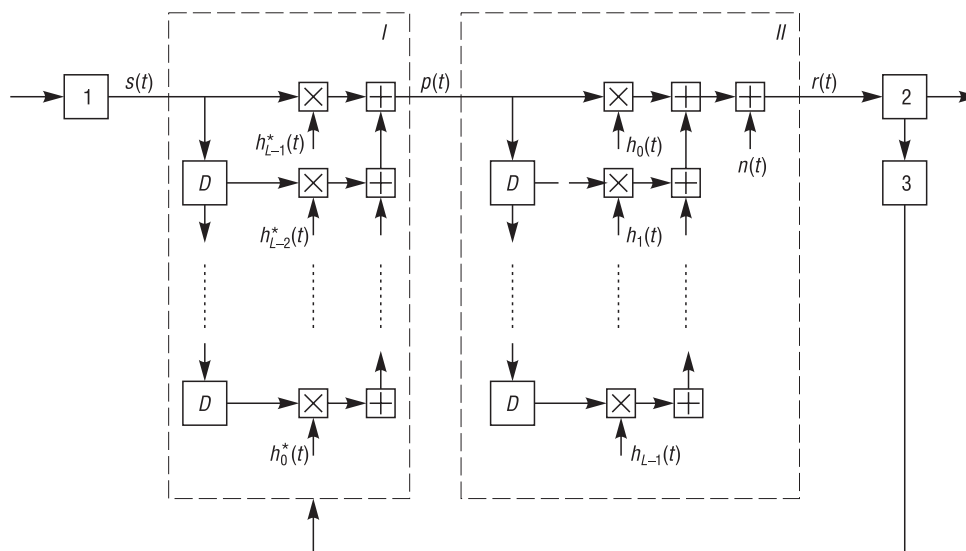 I II
1 s(t) p(t) r(t) 2
h*L–1(t) h0(t) n(t)
D D 3
h*L–2(t) h1(t)
D D
h*0(t) hL–1(t)